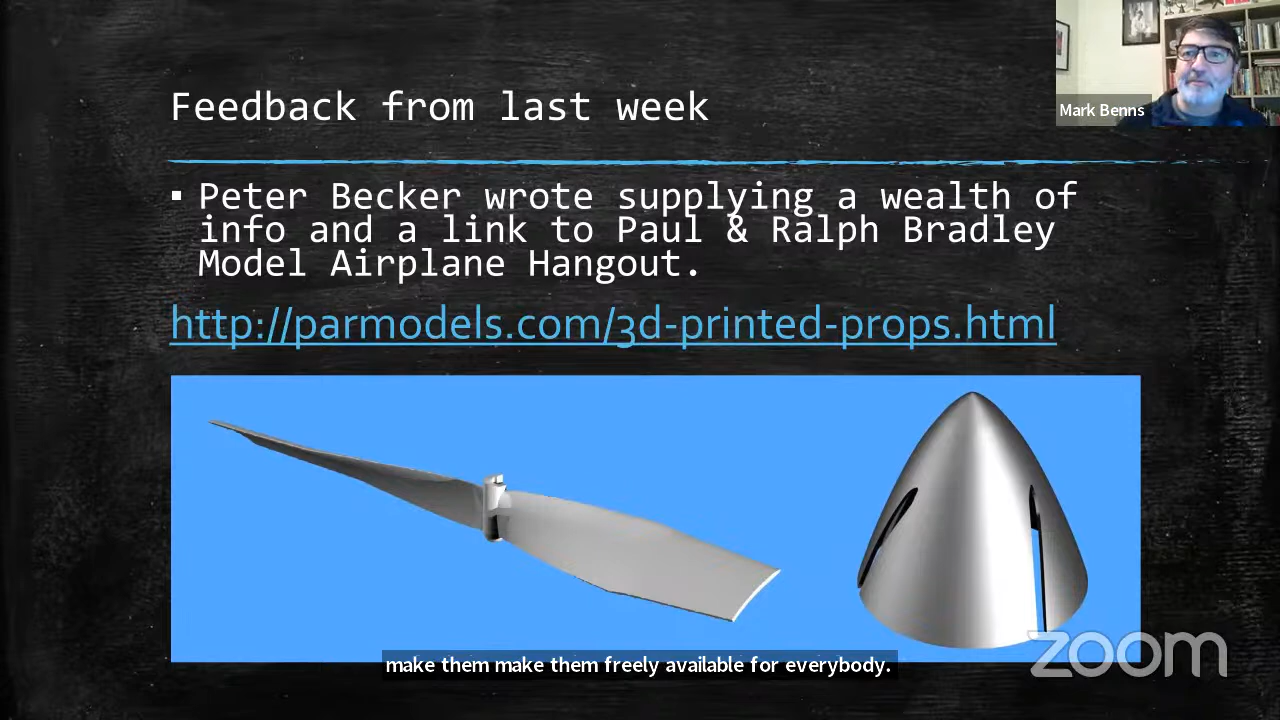 Mark Benns
Feedback from last week
▪ Peter Becker wrote supplying a wealth of
info and a link to Paul & Ralph Bradley
Model Airplane Hangout.
http://parmodels.com/3d-printed-props.html
zoom
make them make them freely available for everybody.